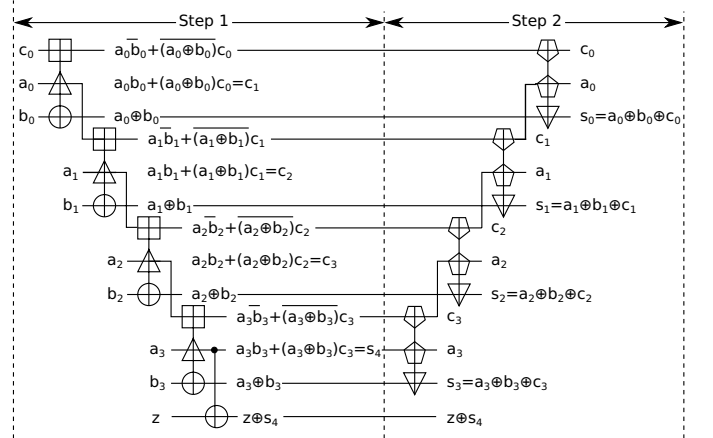 Step 1 Step 2
c₀ a₀b̅₀+(a₀⊕b₀)̅c₀ c₀
a₀ a₀b₀+(a₀⊕b₀)c₀=c₁ a₀
b₀ a₀⊕b₀ s₀=a₀⊕b₀⊕c₀
a₁b̅₁+(a₁⊕b₁)̅c₁ c₁
a₁ a₁b₁+(a₁⊕b₁)c₁=c₂ a₁
b₁ a₁⊕b₁ s₁=a₁⊕b₁⊕c₁
a₂b̅₂+(a₂⊕b₂)̅c₂ c₂
a₂ a₂b₂+(a₂⊕b₂)c₂=c₃ a₂
b₂ a₂⊕b₂ s₂=a₂⊕b₂⊕c₂
a₃b̅₃+(a₃⊕b₃)̅c₃ c₃
a₃ a₃b₃+(a₃⊕b₃)c₃=s₄ a₃
b₃ a₃⊕b₃ s₃=a₃⊕b₃⊕c₃
z z⊕s₄ z⊕s₄